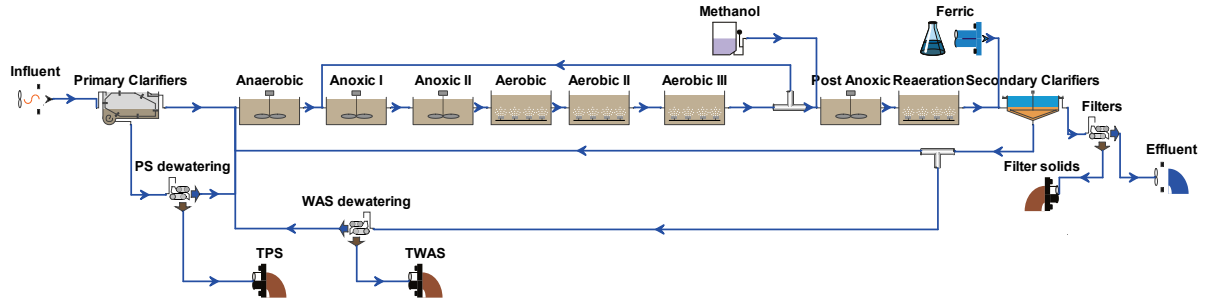 Methanol
Ferric
Influent
Primary Clarifiers
Anaerobic
Anoxic I
Anoxic II
Aerobic
Aerobic II
Aerobic III
Post Anoxic
Reaeration
Secondary Clarifiers
Filters
PS dewatering
Effluent
Filter solids
WAS dewatering
TPS
TWAS